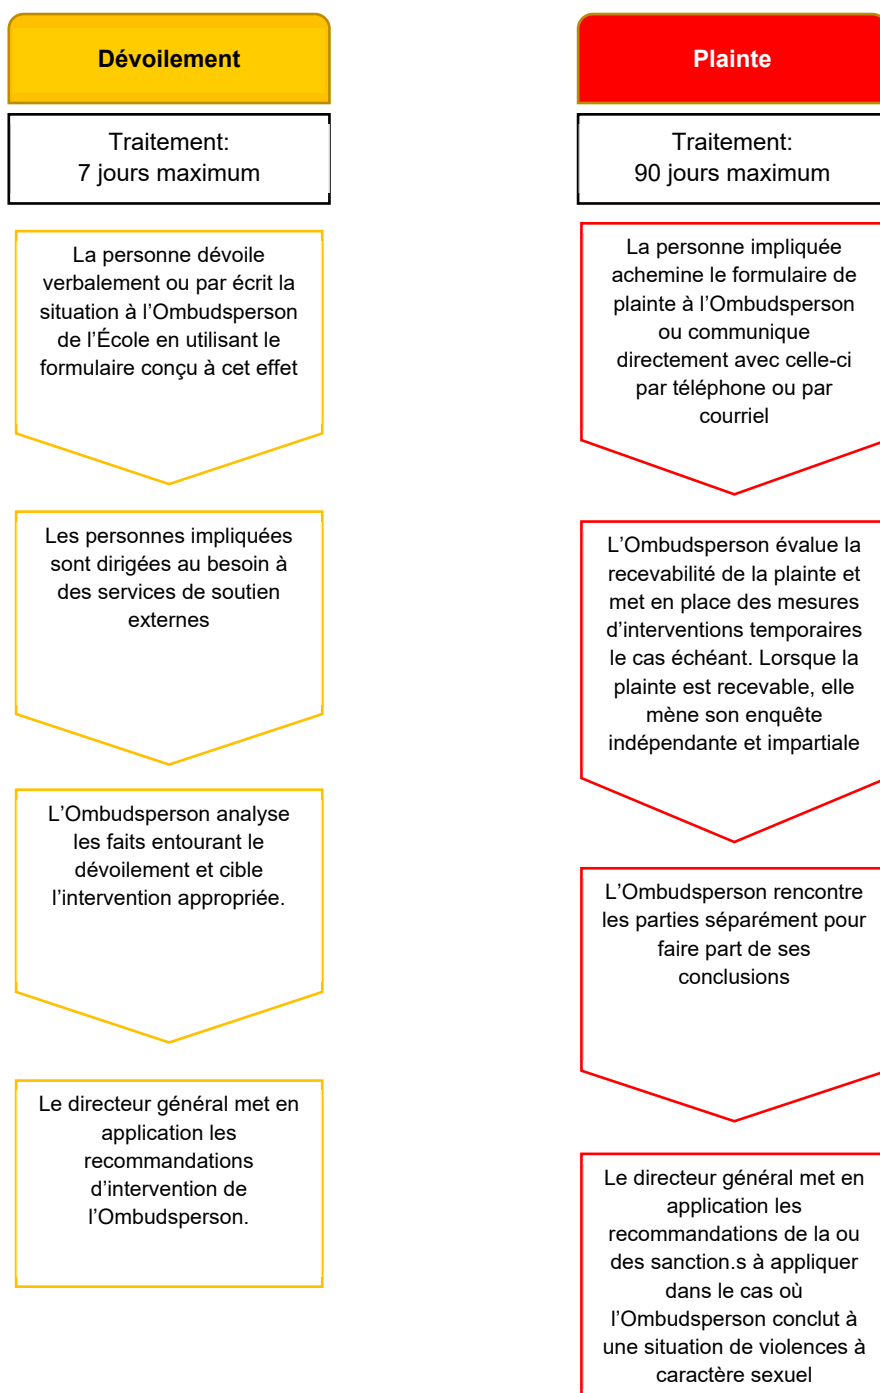 Dévoilement
Traitement:
7 jours maximum
La personne dévoile
verbalement ou par écrit la
situation à l’Ombudsperson
de l’École en utilisant le
formulaire conçu à cet effet
Les personnes impliquées
sont dirigées au besoin à
des services de soutien
externes
L’Ombudsperson analyse
les faits entourant le
dévoilement et cible
l’intervention appropriée.
Le directeur général met en
application les
recommandations
d’intervention de
l’Ombudsperson.
Plainte
Traitement:
90 jours maximum
La personne impliquée
achemine le formulaire de
plainte à l’Ombudsperson
ou communique
directement avec celle-ci
par téléphone ou par
courriel
L’Ombudsperson évalue la
recevabilité de la plainte et
met en place des mesures
d’interventions temporaires
le cas échéant. Lorsque la
plainte est recevable, elle
mène son enquête
indépendante et impartiale
L’Ombudsperson rencontre
les parties séparément pour
faire part de ses
conclusions
Le directeur général met en
application les
recommandations de la ou
des sanction.s à appliquer
dans le cas où
l’Ombudsperson conclut à
une situation de violences à
caractère sexuel